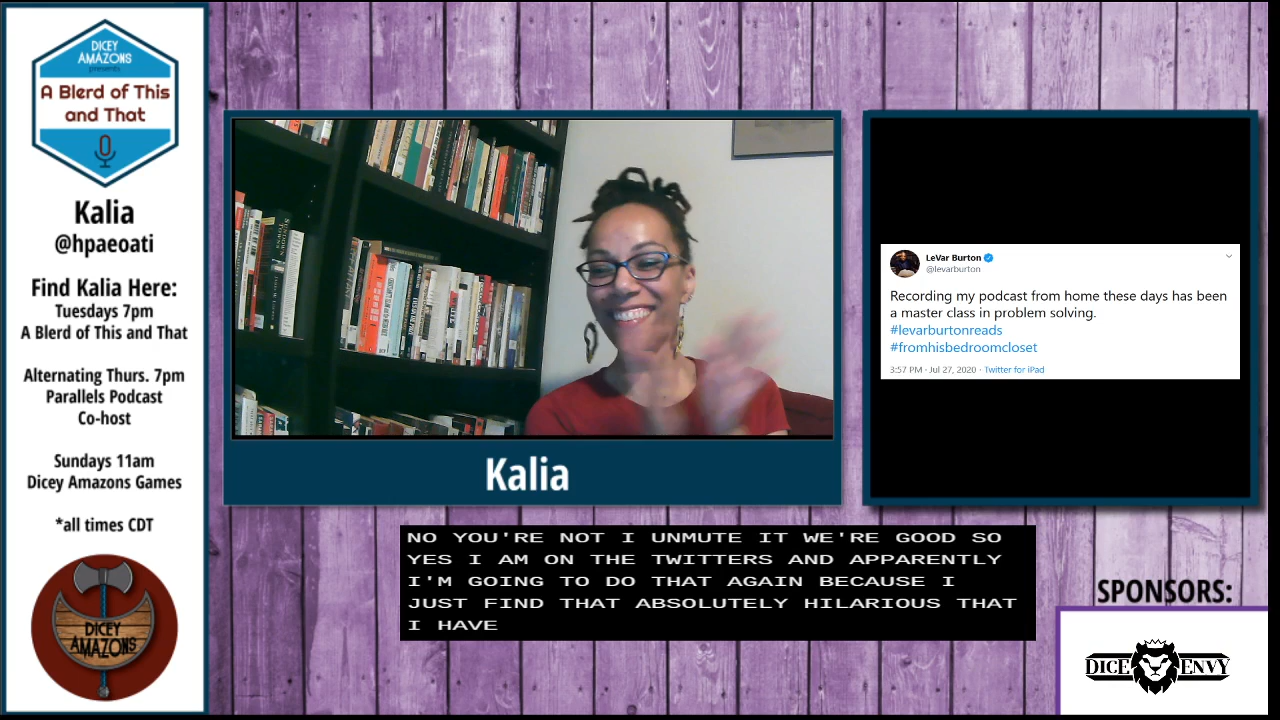 DICEY
AMAZONS
presents
A Blerd of This
and That
Kalia
@hpaeoati
Find Kalia Here:
Tuesdays 7pm
A Blerd of This and That
Alternating Thurs. 7pm
Parallels Podcast
Co-host
Sundays 11am
Dicey Amazons Games
*all times CDT
DICEY
AMAZONS
Kalia
LeVar Burton
@levarburton
Recording my podcast from home these days has been
a master class in problem solving.
#levarburtonreads
#fromhisbedroomcloset
3:57 PM · Jul 27, 2020 · Twitter for iPad
NO YOU'RE NOT I UNMUTE IT WE'RE GOOD SO
YES I AM ON THE TWITTERS AND APPARENTLY
I'M GOING TO DO THAT AGAIN BECAUSE I
JUST FIND THAT ABSOLUTELY HILARIOUS THAT
I HAVE
SPONSORS:
DICE ENVY